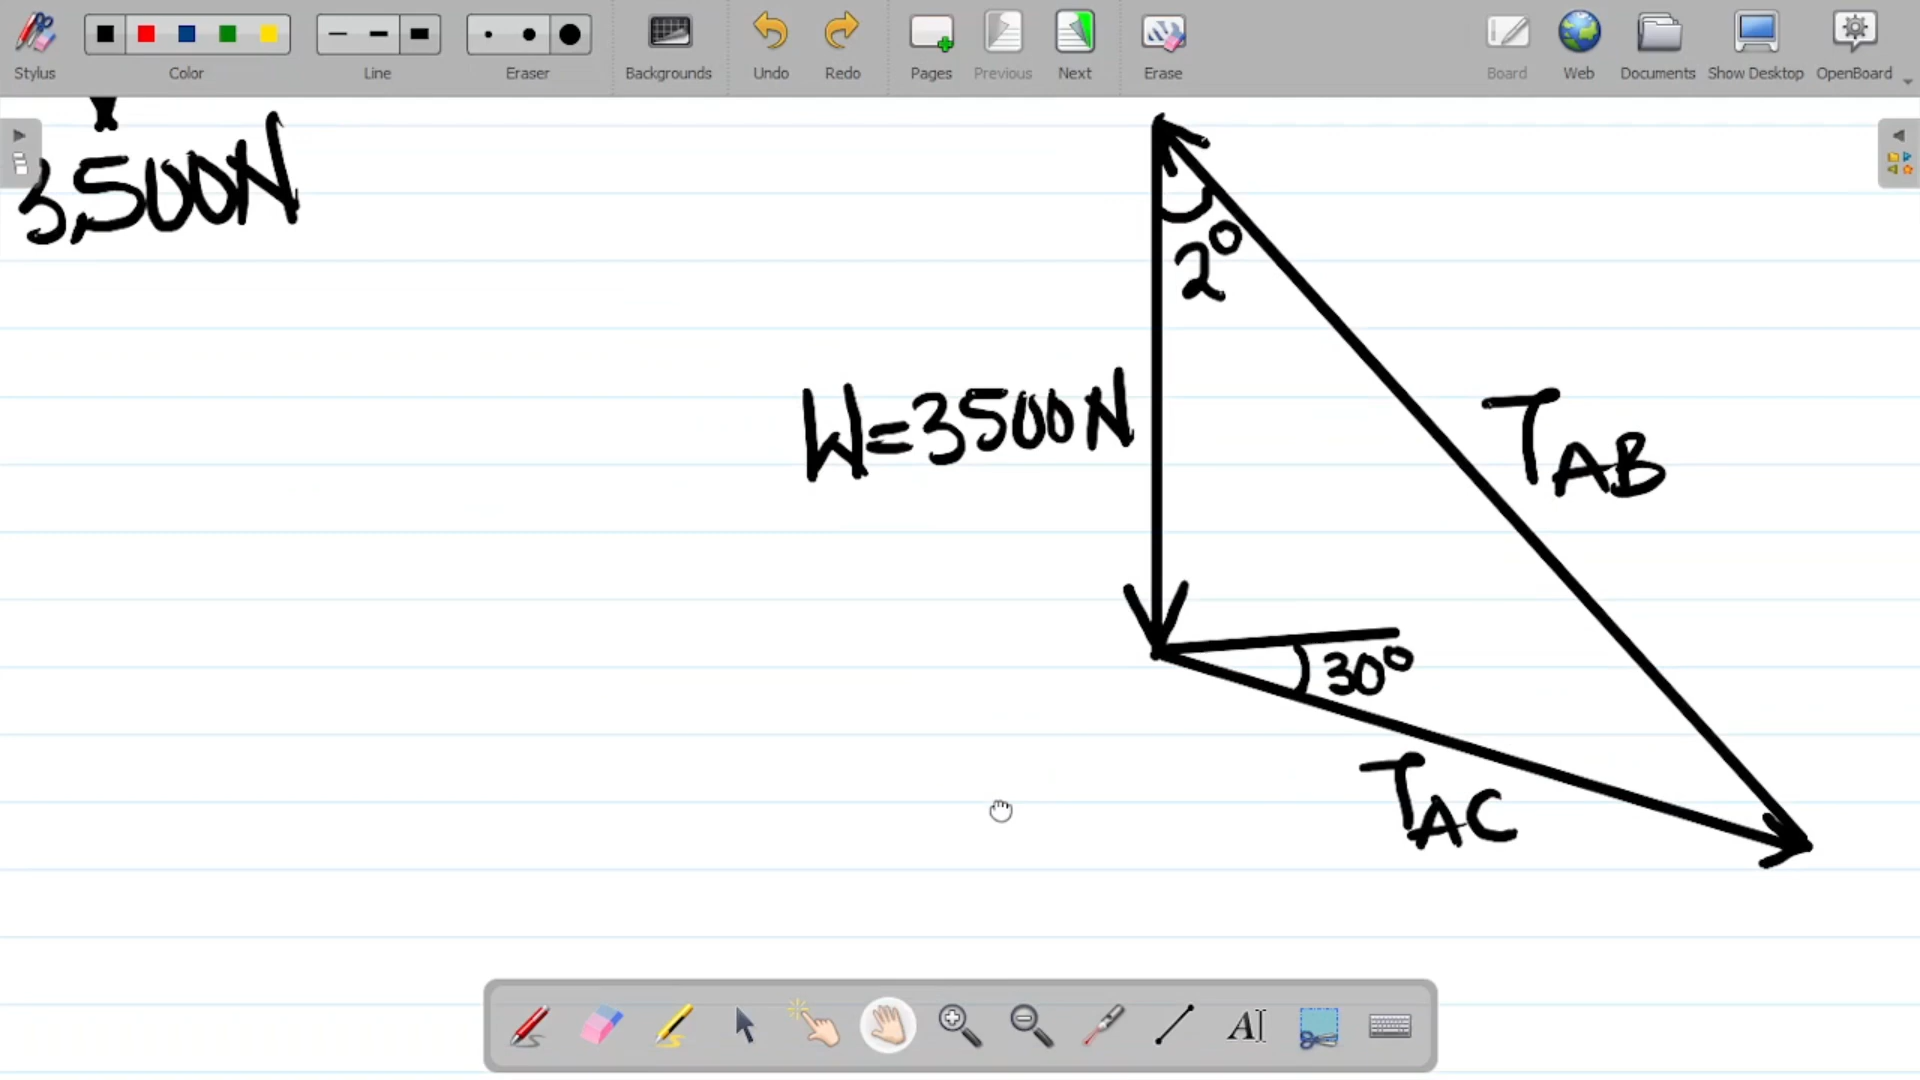 Stylus
Color
Line
Eraser
Backgrounds
Undo
Redo
Pages
Previous
Next
Erase
Board
Web
Documents
Show Desktop
OpenBoard
3,500N
2°
W=3500N
TAB
30°
TAC